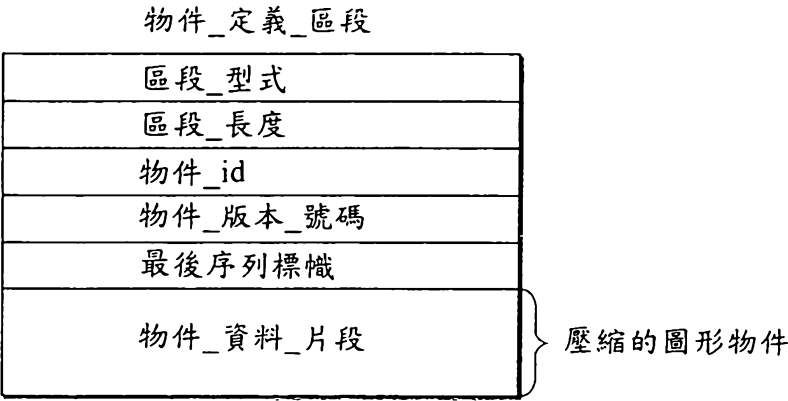 物件_定義_區段
區段_型式
區段_長度
物件_id
物件_版本_號碼
最後序列標幟
物件_資料_片段
壓縮的圖形物件